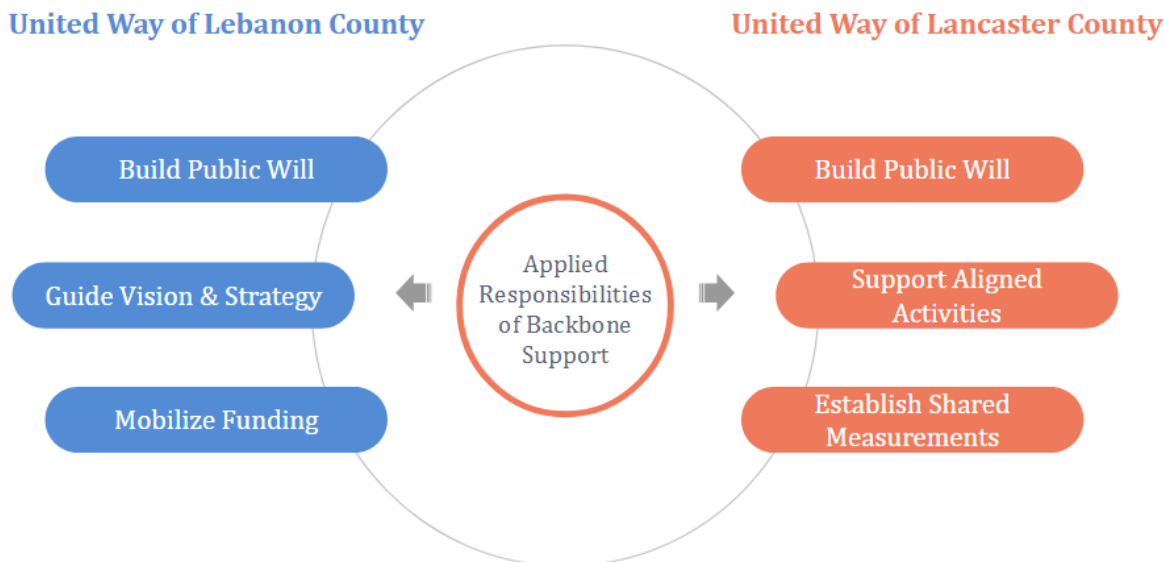 United Way of Lebanon County
United Way of Lancaster County
Build Public Will
Guide Vision & Strategy
Mobilize Funding
Applied
Responsibilities
of Backbone
Support
Build Public Will
Support Aligned
Activities
Establish Shared
Measurements